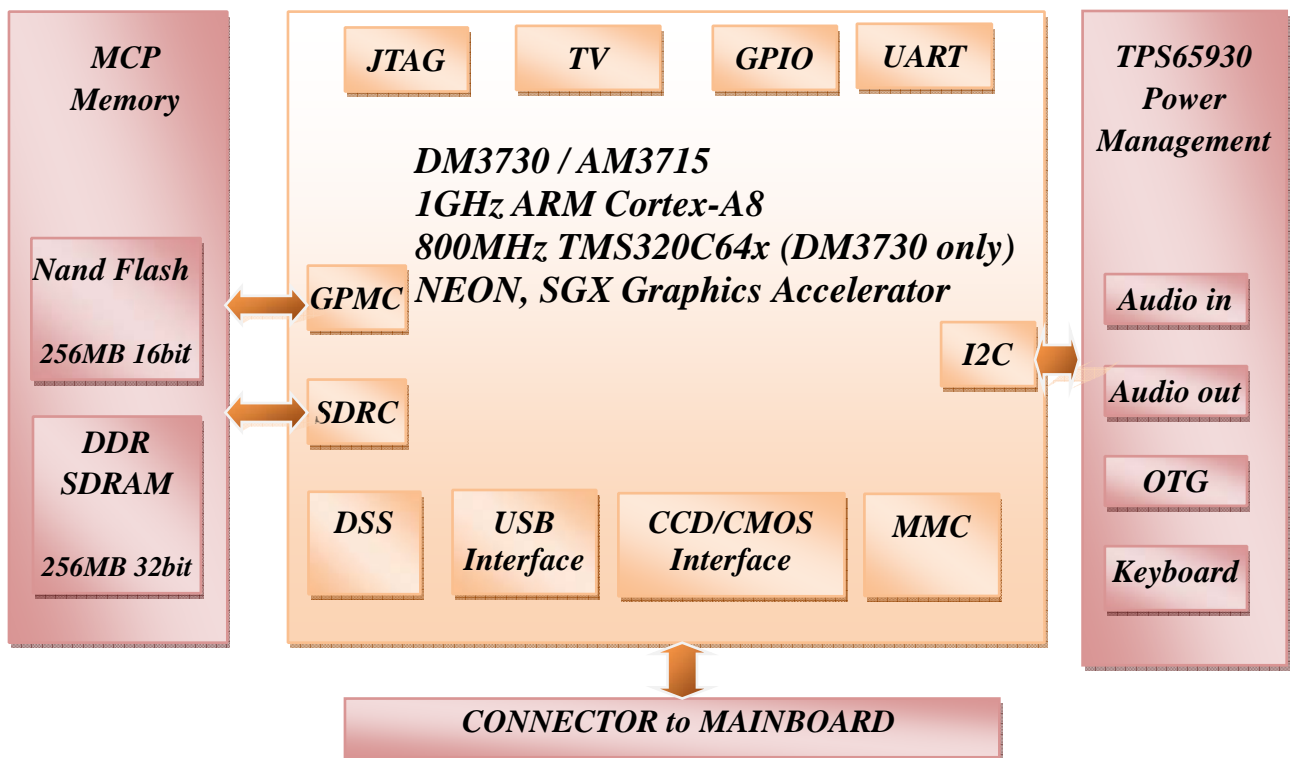 MCP
Memory
Nand Flash
256MB 16bit
DDR
SDRAM
256MB 32bit
JTAG
TV
GPIO
UART
DM3730 / AM3715
1GHz ARM Cortex-A8
800MHz TMS320C64x (DM3730 only)
NEON, SGX Graphics Accelerator
GPMC
SDRC
I2C
DSS
USB
Interface
CCD/CMOS
Interface
MMC
TPS65930
Power
Management
Audio in
Audio out
OTG
Keyboard
CONNECTOR to MAINBOARD